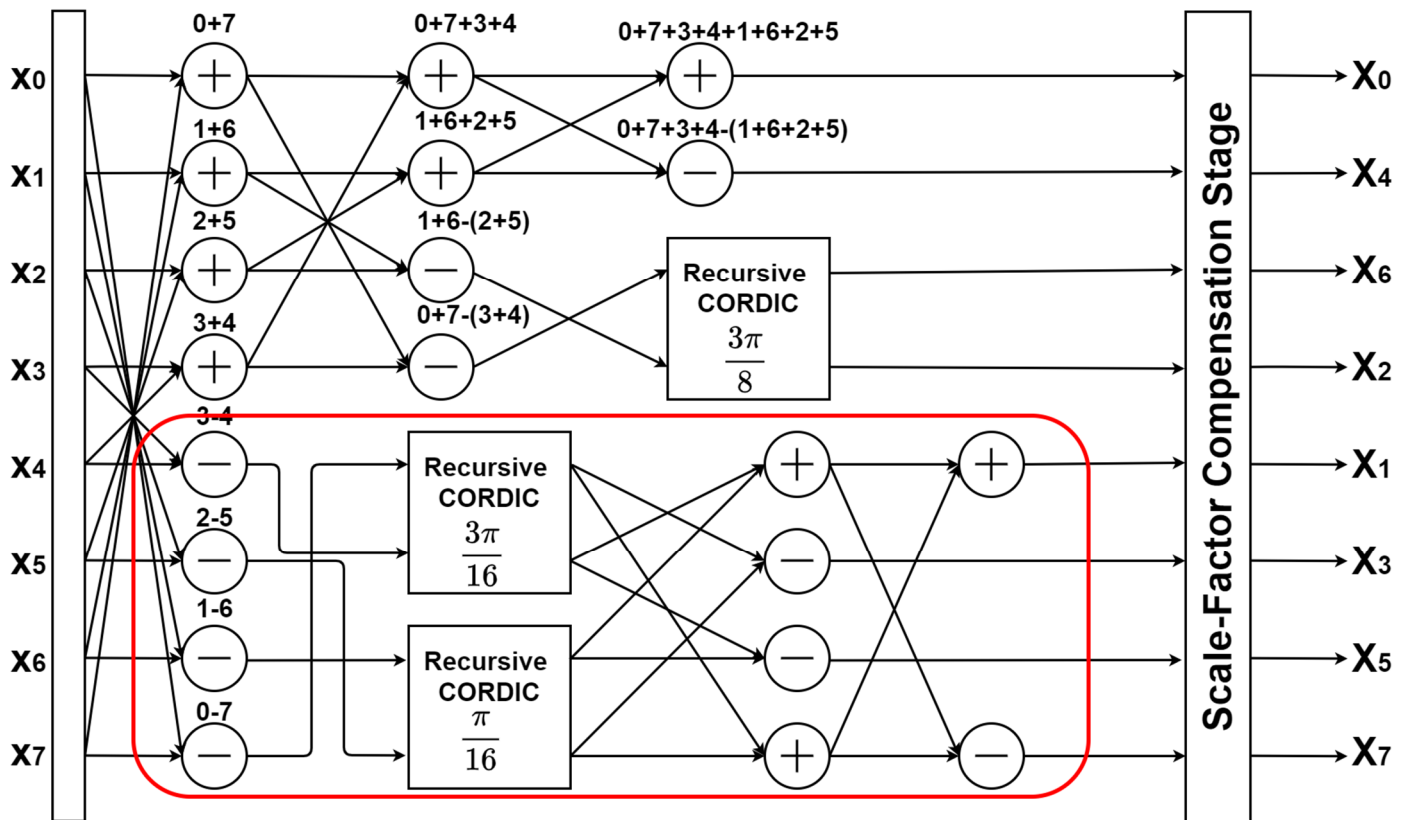 0+7
0+7+3+4
0+7+3+4+1+6+2+5
x0
X0
1+6
1+6+2+5
0+7+3+4-(1+6+2+5)
x1
X4
2+5
1+6-(2+5)
x2
Recursive
CORDIC
3π
8
X6
3+4
0+7-(3+4)
x3
X2
3-4
x4
Recursive
CORDIC
3π
16
X1
2-5
x5
X3
1-6
x6
Recursive
CORDIC
π
16
X5
0-7
x7
X7
Scale-Factor Compensation Stage